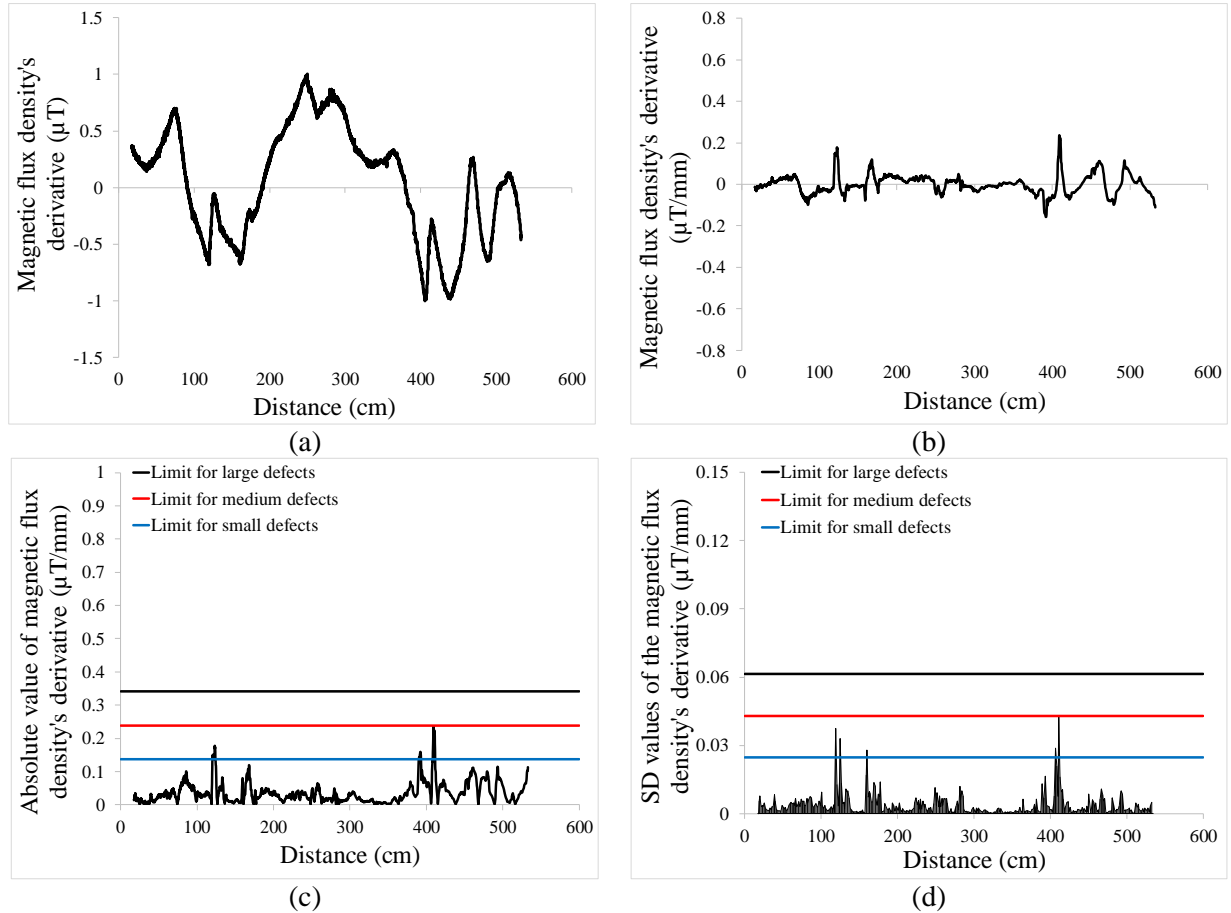 Magnetic flux density's
derivative (µT)
1.5
1
0.5
0
-0.5
-1
-1.5
0 100 200 300 400 500 600
Distance (cm)
(a)
Magnetic flux density's derivative
(µT/mm)
0.8
0.6
0.4
0.2
0
-0.2
-0.4
-0.6
-0.8
0 100 200 300 400 500 600
Distance (cm)
(b)
Absolute value of magnetic flux
density's derivative (µT/mm)
1
0.9
0.8
0.7
0.6
0.5
0.4
0.3
0.2
0.1
0
Limit for large defects
Limit for medium defects
Limit for small defects
0 100 200 300 400 500 600
Distance (cm)
(c)
SD values of the magnetic flux
density's derivative (µT/mm)
0.15
0.12
0.09
0.06
0.03
0
Limit for large defects
Limit for medium defects
Limit for small defects
0 100 200 300 400 500 600
Distance (cm)
(d)